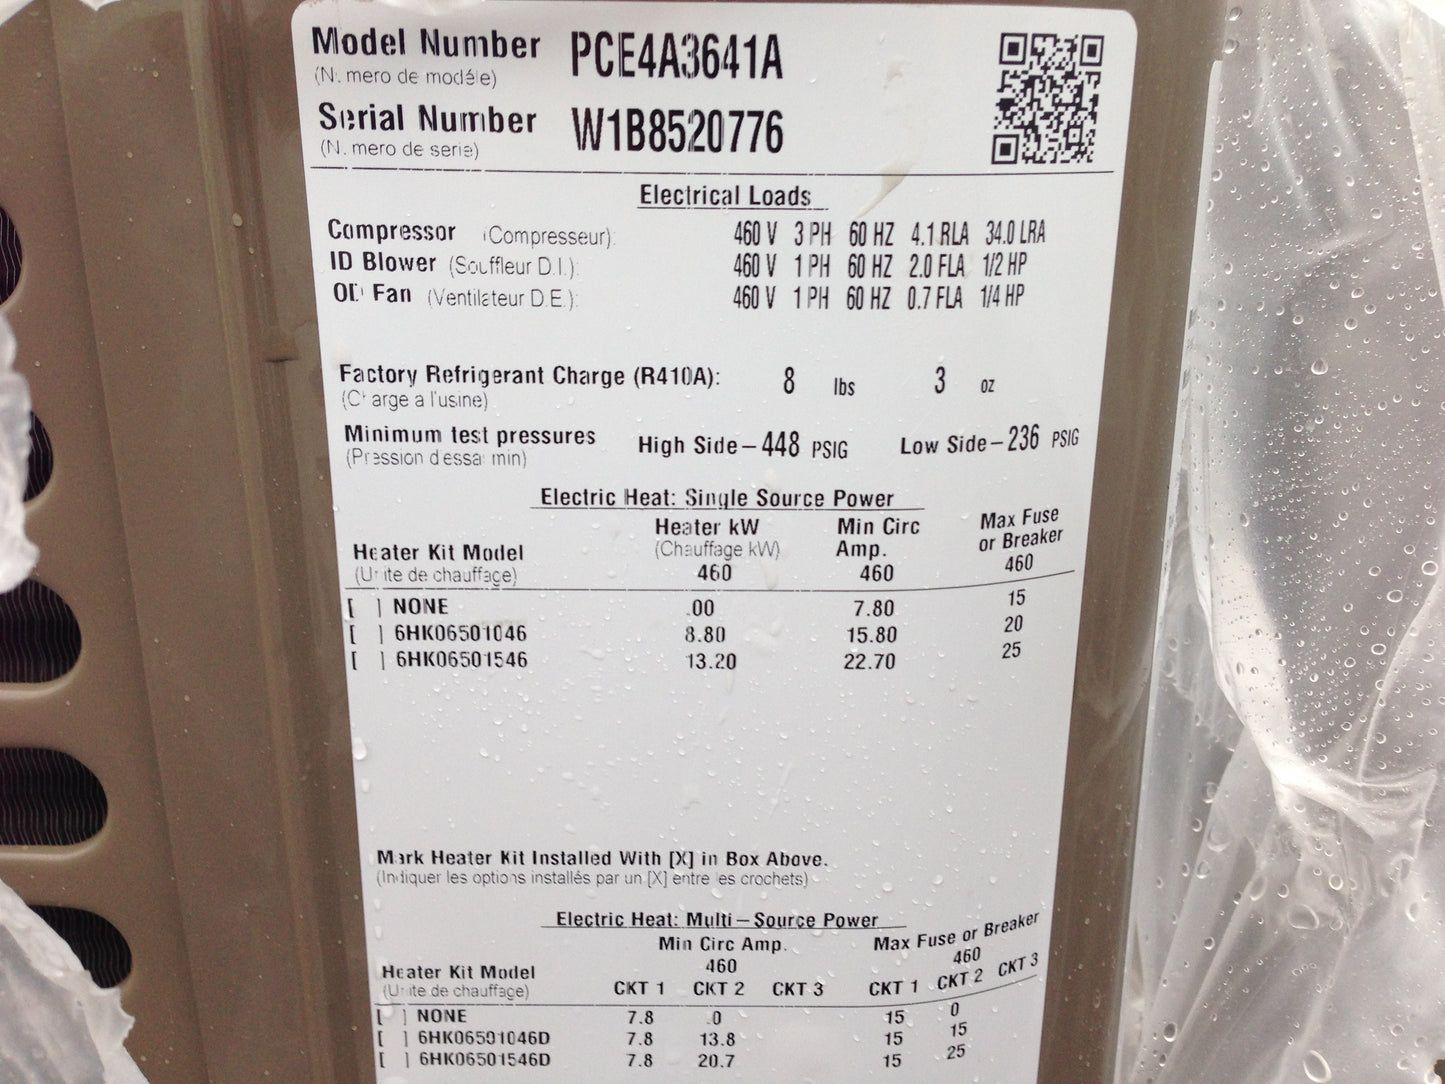 Model Number PCE4A3641A
(N. mero de modéle)
Serial Number W1B8520776
(N. mero de serie)
Electrical Loads
Compressor (Compresseur): 460 V 3 PH 60 HZ 4.1 RLA 34.0 LRA
ID Blower (Souffleur D.I.): 460 V 1 PH 60 HZ 2.0 FLA 1/2 HP
OD Fan (Ventilateur D.E.): 460 V 1 PH 60 HZ 0.7 FLA 1/4 HP
Factory Refrigerant Charge (R410A): 8 lbs 3 oz
(Charge a l'usine)
Minimum test pressures High Side - 448 PSIG Low Side - 236 PSIG
(Pression d essai min)
Electric Heat: Single Source Power
Heater kW Min Circ Max Fuse
Heater Kit Model (Chauffage kW) Amp. or Breaker
(Unite de chauffage) 460 460 460
[ ] NONE .00 7.80 15
[ ] 6HK06501046 8.80 15.80 20
[ ] 6HK06501546 13.20 22.70 25
Mark Heater Kit Installed With [X] in Box Above.
(Indiquer les options installés par un [X] entre les crochets)
Electric Heat: Multi - Source Power
Min Circ Amp. Max Fuse or Breaker
Heater Kit Model 460 460
(Unite de chauffage) CKT 1 CKT 2 CKT 3 CKT 1 CKT 2 CKT 3
[ ] NONE 7.8 .0 15 0
[ ] 6HK06501046D 7.8 13.8 15 15
[ ] 6HK06501546D 7.8 20.7 15 25